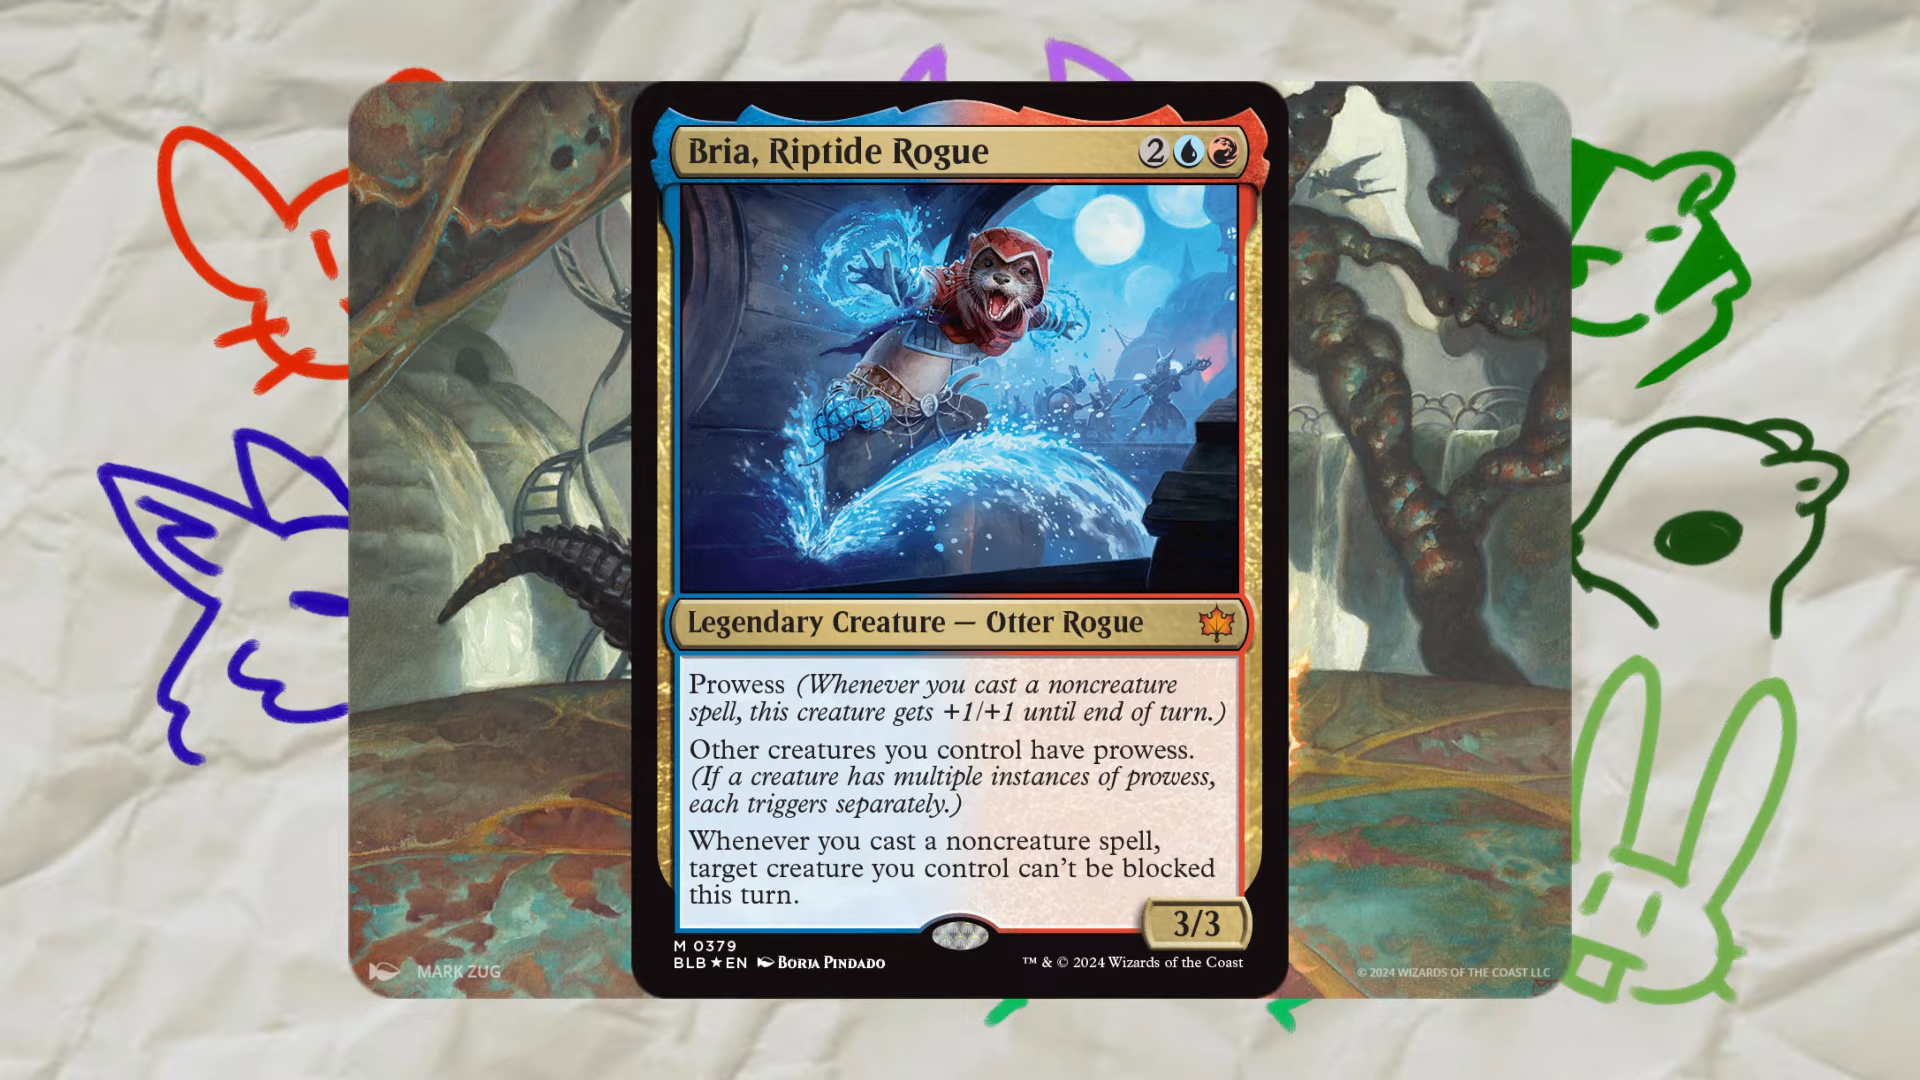 Bria, Riptide Rogue 2
Legendary Creature — Otter Rogue
Prowess (Whenever you cast a noncreature
spell, this creature gets +1/+1 until end of turn.)
Other creatures you control have prowess.
(If a creature has multiple instances of prowess,
each triggers separately.)
Whenever you cast a noncreature spell,
target creature you control can't be blocked
this turn.
3/3
M 0379
BLB ★ EN Borja Pindado
™ & © 2024 Wizards of the Coast
MARK ZUG
© 2024 WIZARDS OF THE COAST LLC